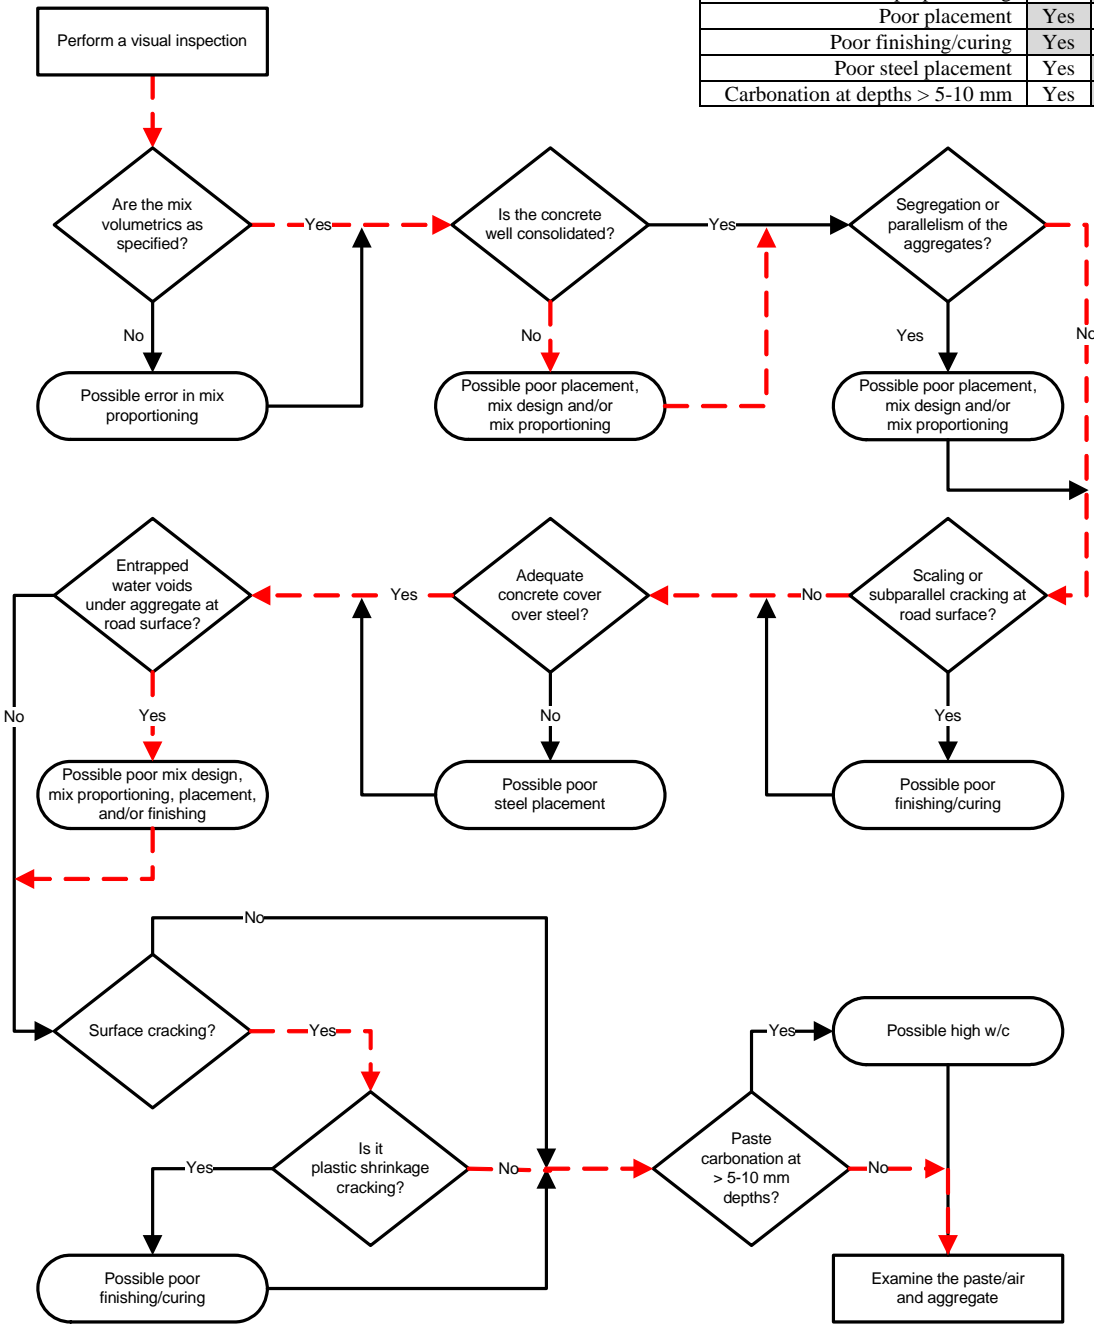 Perform a visual inspection
Poor placement Yes
Poor finishing/curing Yes
Poor steel placement Yes
Carbonation at depths > 5-10 mm Yes
Are the mix
volumetrics as
specified?
Yes
Is the concrete
well consolidated?
Yes
Segregation or
parallelism of the
aggregates?
No
No
No
Yes
Possible error in mix
proportioning
Possible poor placement,
mix design and/or
mix proportioning
Possible poor placement,
mix design and/or
mix proportioning
Entrapped
water voids
under aggregate at
road surface?
Yes
Adequate
concrete cover
over steel?
No
Scaling or
subparallel cracking at
road surface?
No
Yes
No
Yes
Possible poor mix design,
mix proportioning, placement,
and/or finishing
Possible poor
steel placement
Possible poor
finishing/curing
No
Surface cracking?
Yes
Yes
Possible high w/c
Is it
plastic shrinkage
cracking?
Yes
No
Paste
carbonation at
> 5-10 mm
depths?
No
Possible poor
finishing/curing
Examine the paste/air
and aggregate